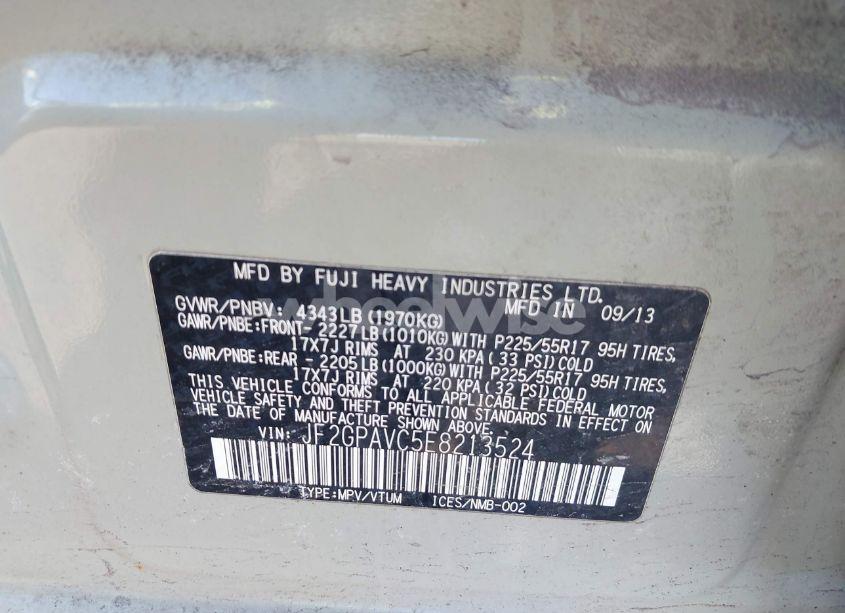 MFD BY FUJI HEAVY INDUSTRIES LTD.
GVWR/PNBV: 4343LB(1970KG) MFD IN 09/13
GAWR/PNBE:FRONT- 2227LB(1010KG)WITH P225/55R17 95H TIRES,
17X7J RIMS AT 230 KPA(33 PSI)COLD
GAWR/PNBE:REAR - 2205LB(1000KG)WITH P225/55R17 95H TIRES,
17X7J RIMS AT 220 KPA(32 PSI)COLD
THIS VEHICLE CONFORMS TO ALL APPLICABLE FEDERAL MOTOR
VEHICLE SAFETY AND THEFT PREVENTION STANDARDS IN EFFECT ON
THE DATE OF MANUFACTURE SHOWN ABOVE.
VIN: JF2GPAVC5E8213524
TYPE:MPV/VTUM ICES/NMB-002
wheelwise